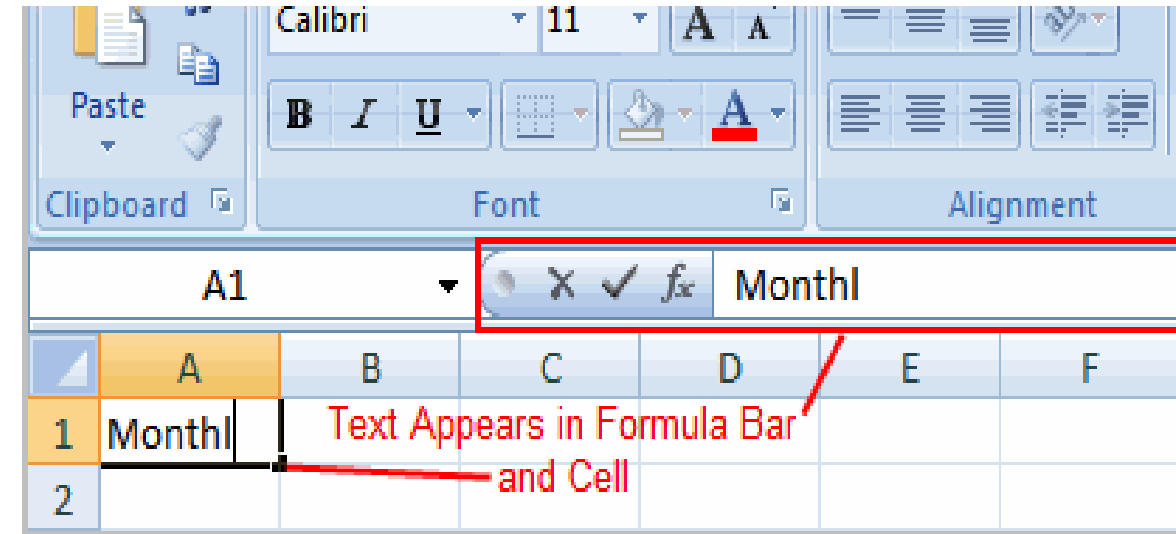 Calibri 11 A A
Paste B I U A
Clipboard Font Alignment
A1 fx Monthl
A B C D E F
1 Monthl Text Appears in Formula Bar
and Cell
2